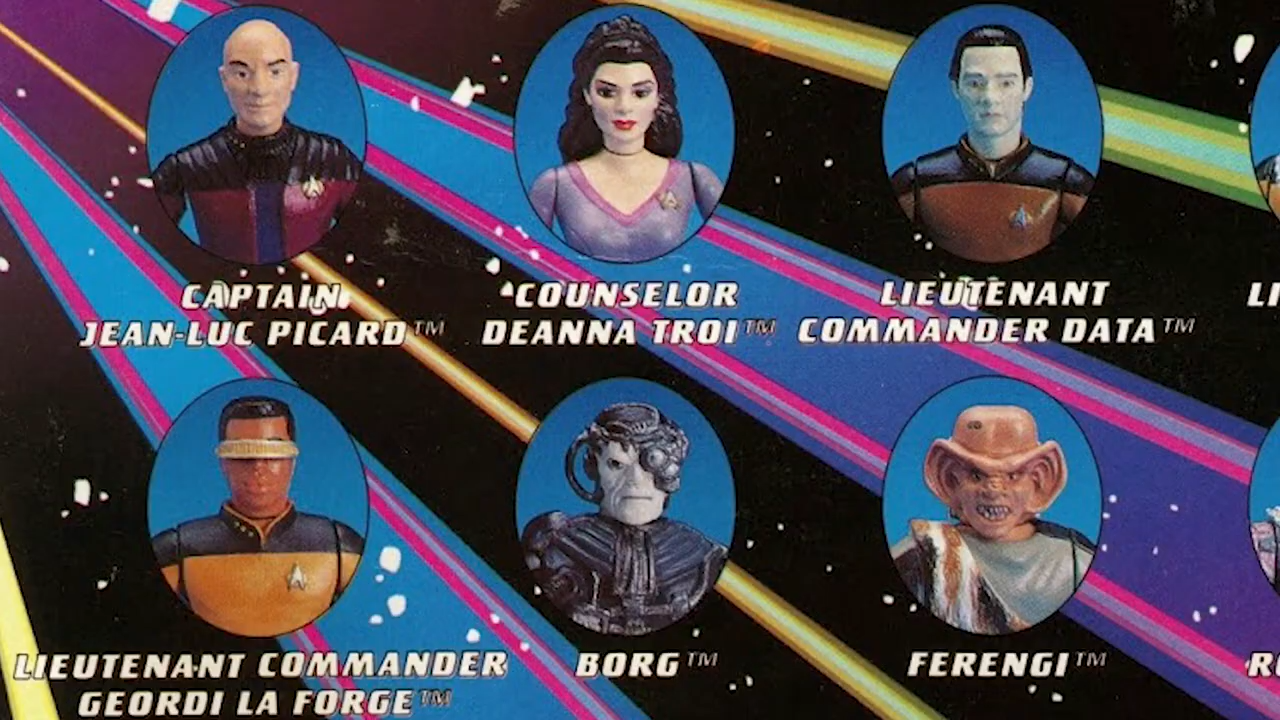 CAPTAIN
JEAN-LUC PICARD™
COUNSELOR
DEANNA TROI™
LIEUTENANT
COMMANDER DATA™
LIEUTENANT COMMANDER
GEORDI LA FORGE™
BORG™
FERENGI™